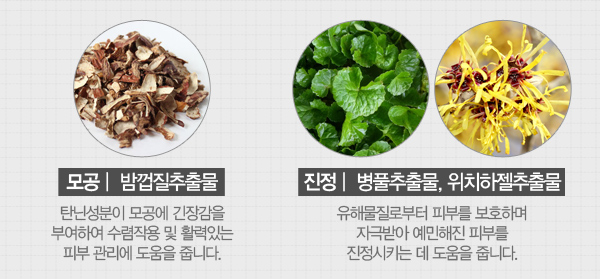 모공 | 밤껍질추출물
탄닌성분이 모공에 긴장감을
부여하여 수렴작용 및 활력있는
피부 관리에 도움을 줍니다.
진정 | 병풀추출물, 위치하젤추출물
유해물질로부터 피부를 보호하며
자극받아 예민해진 피부를
진정시키는 데 도움을 줍니다.